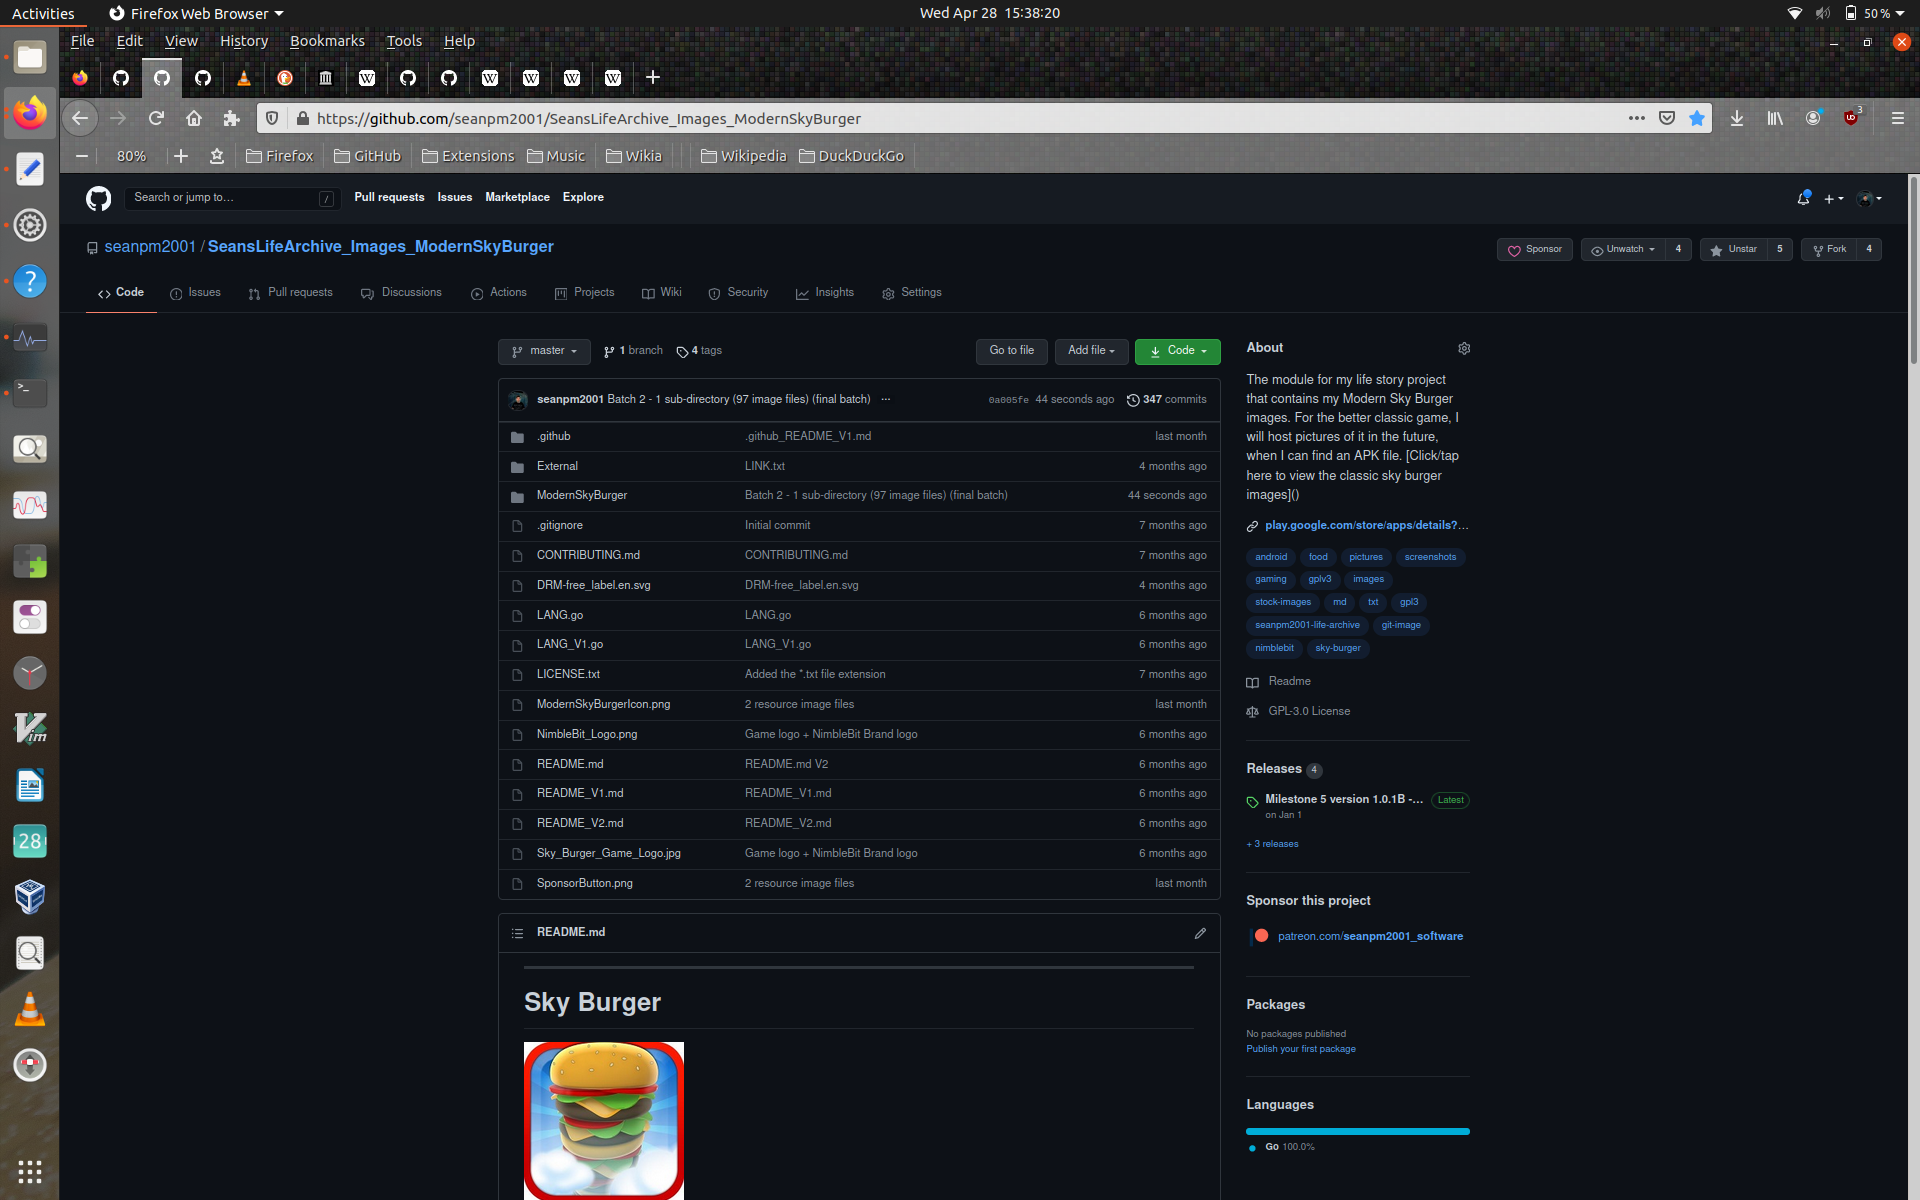 Activities
Firefox Web Browser
Wed Apr 28 15:38:20
50 %
File Edit View History Bookmarks Tools Help
https://github.com/seanpm2001/SeansLifeArchive_Images_ModernSkyBurger
3
80%
Firefox
GitHub
Extensions
Music
Wikia
Wikipedia
DuckDuckGo
Search or jump to…
/
Pull requests Issues Marketplace Explore
seanpm2001 / SeansLifeArchive_Images_ModernSkyBurger
Sponsor
Unwatch 4
Unstar 5
Fork 4
Code
Issues
Pull requests
Discussions
Actions
Projects
Wiki
Security
Insights
Settings
master
1 branch
4 tags
Go to file
Add file
Code
seanpm2001 Batch 2 - 1 sub-directory (97 image files) (final batch) ... 0a005fe 44 seconds ago 347 commits
.github .github_README_V1.md last month
External LINK.txt 4 months ago
ModernSkyBurger Batch 2 - 1 sub-directory (97 image files) (final batch) 44 seconds ago
.gitignore Initial commit 7 months ago
CONTRIBUTING.md CONTRIBUTING.md 7 months ago
DRM-free_label.en.svg DRM-free_label.en.svg 4 months ago
LANG.go LANG.go 6 months ago
LANG_V1.go LANG_V1.go 6 months ago
LICENSE.txt Added the *.txt file extension 7 months ago
ModernSkyBurgerIcon.png 2 resource image files last month
NimbleBit_Logo.png Game logo + NimbleBit Brand logo 6 months ago
README.md README.md V2 6 months ago
README_V1.md README_V1.md 6 months ago
README_V2.md README_V2.md 6 months ago
Sky_Burger_Game_Logo.jpg Game logo + NimbleBit Brand logo 6 months ago
SponsorButton.png 2 resource image files last month
README.md
Sky Burger
About
The module for my life story project
that contains my Modern Sky Burger
images. For the better classic game, I
will host pictures of it in the future,
when I can find an APK file. [Click/tap
here to view the classic sky burger
images]()
play.google.com/store/apps/details?…
android food pictures screenshots
gaming gplv3 images
stock-images md txt gpl3
seanpm2001-life-archive git-image
nimblebit sky-burger
Readme
GPL-3.0 License
Releases 4
Milestone 5 version 1.0.1B -… Latest
on Jan 1
+ 3 releases
Sponsor this project
patreon.com/seanpm2001_software
Packages
No packages published
Publish your first package
Languages
Go 100.0%
28